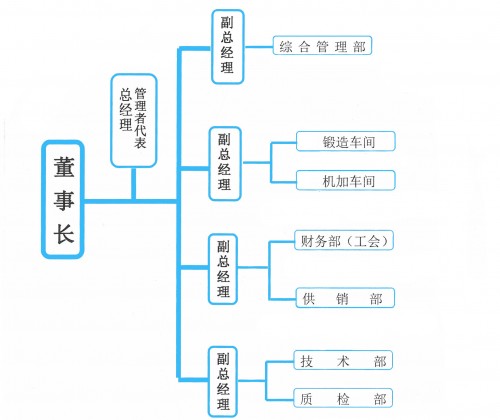 董事长
总经理
管理者代表
副总经理
综合管理部
副总经理
锻造车间
机加车间
副总经理
财务部（工会）
供销部
副总经理
技术部
质检部